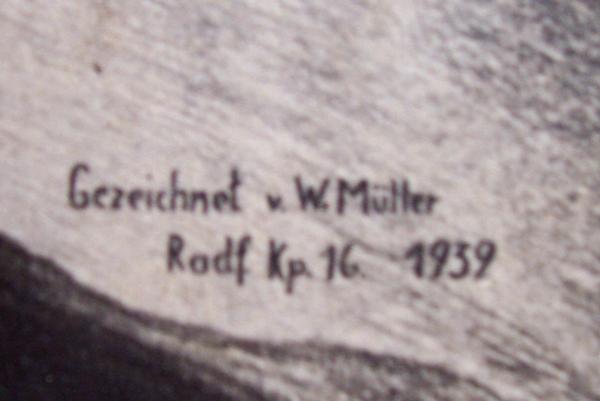 Gezeichnet v. W. Müller
Radf Kp. 16. 1939